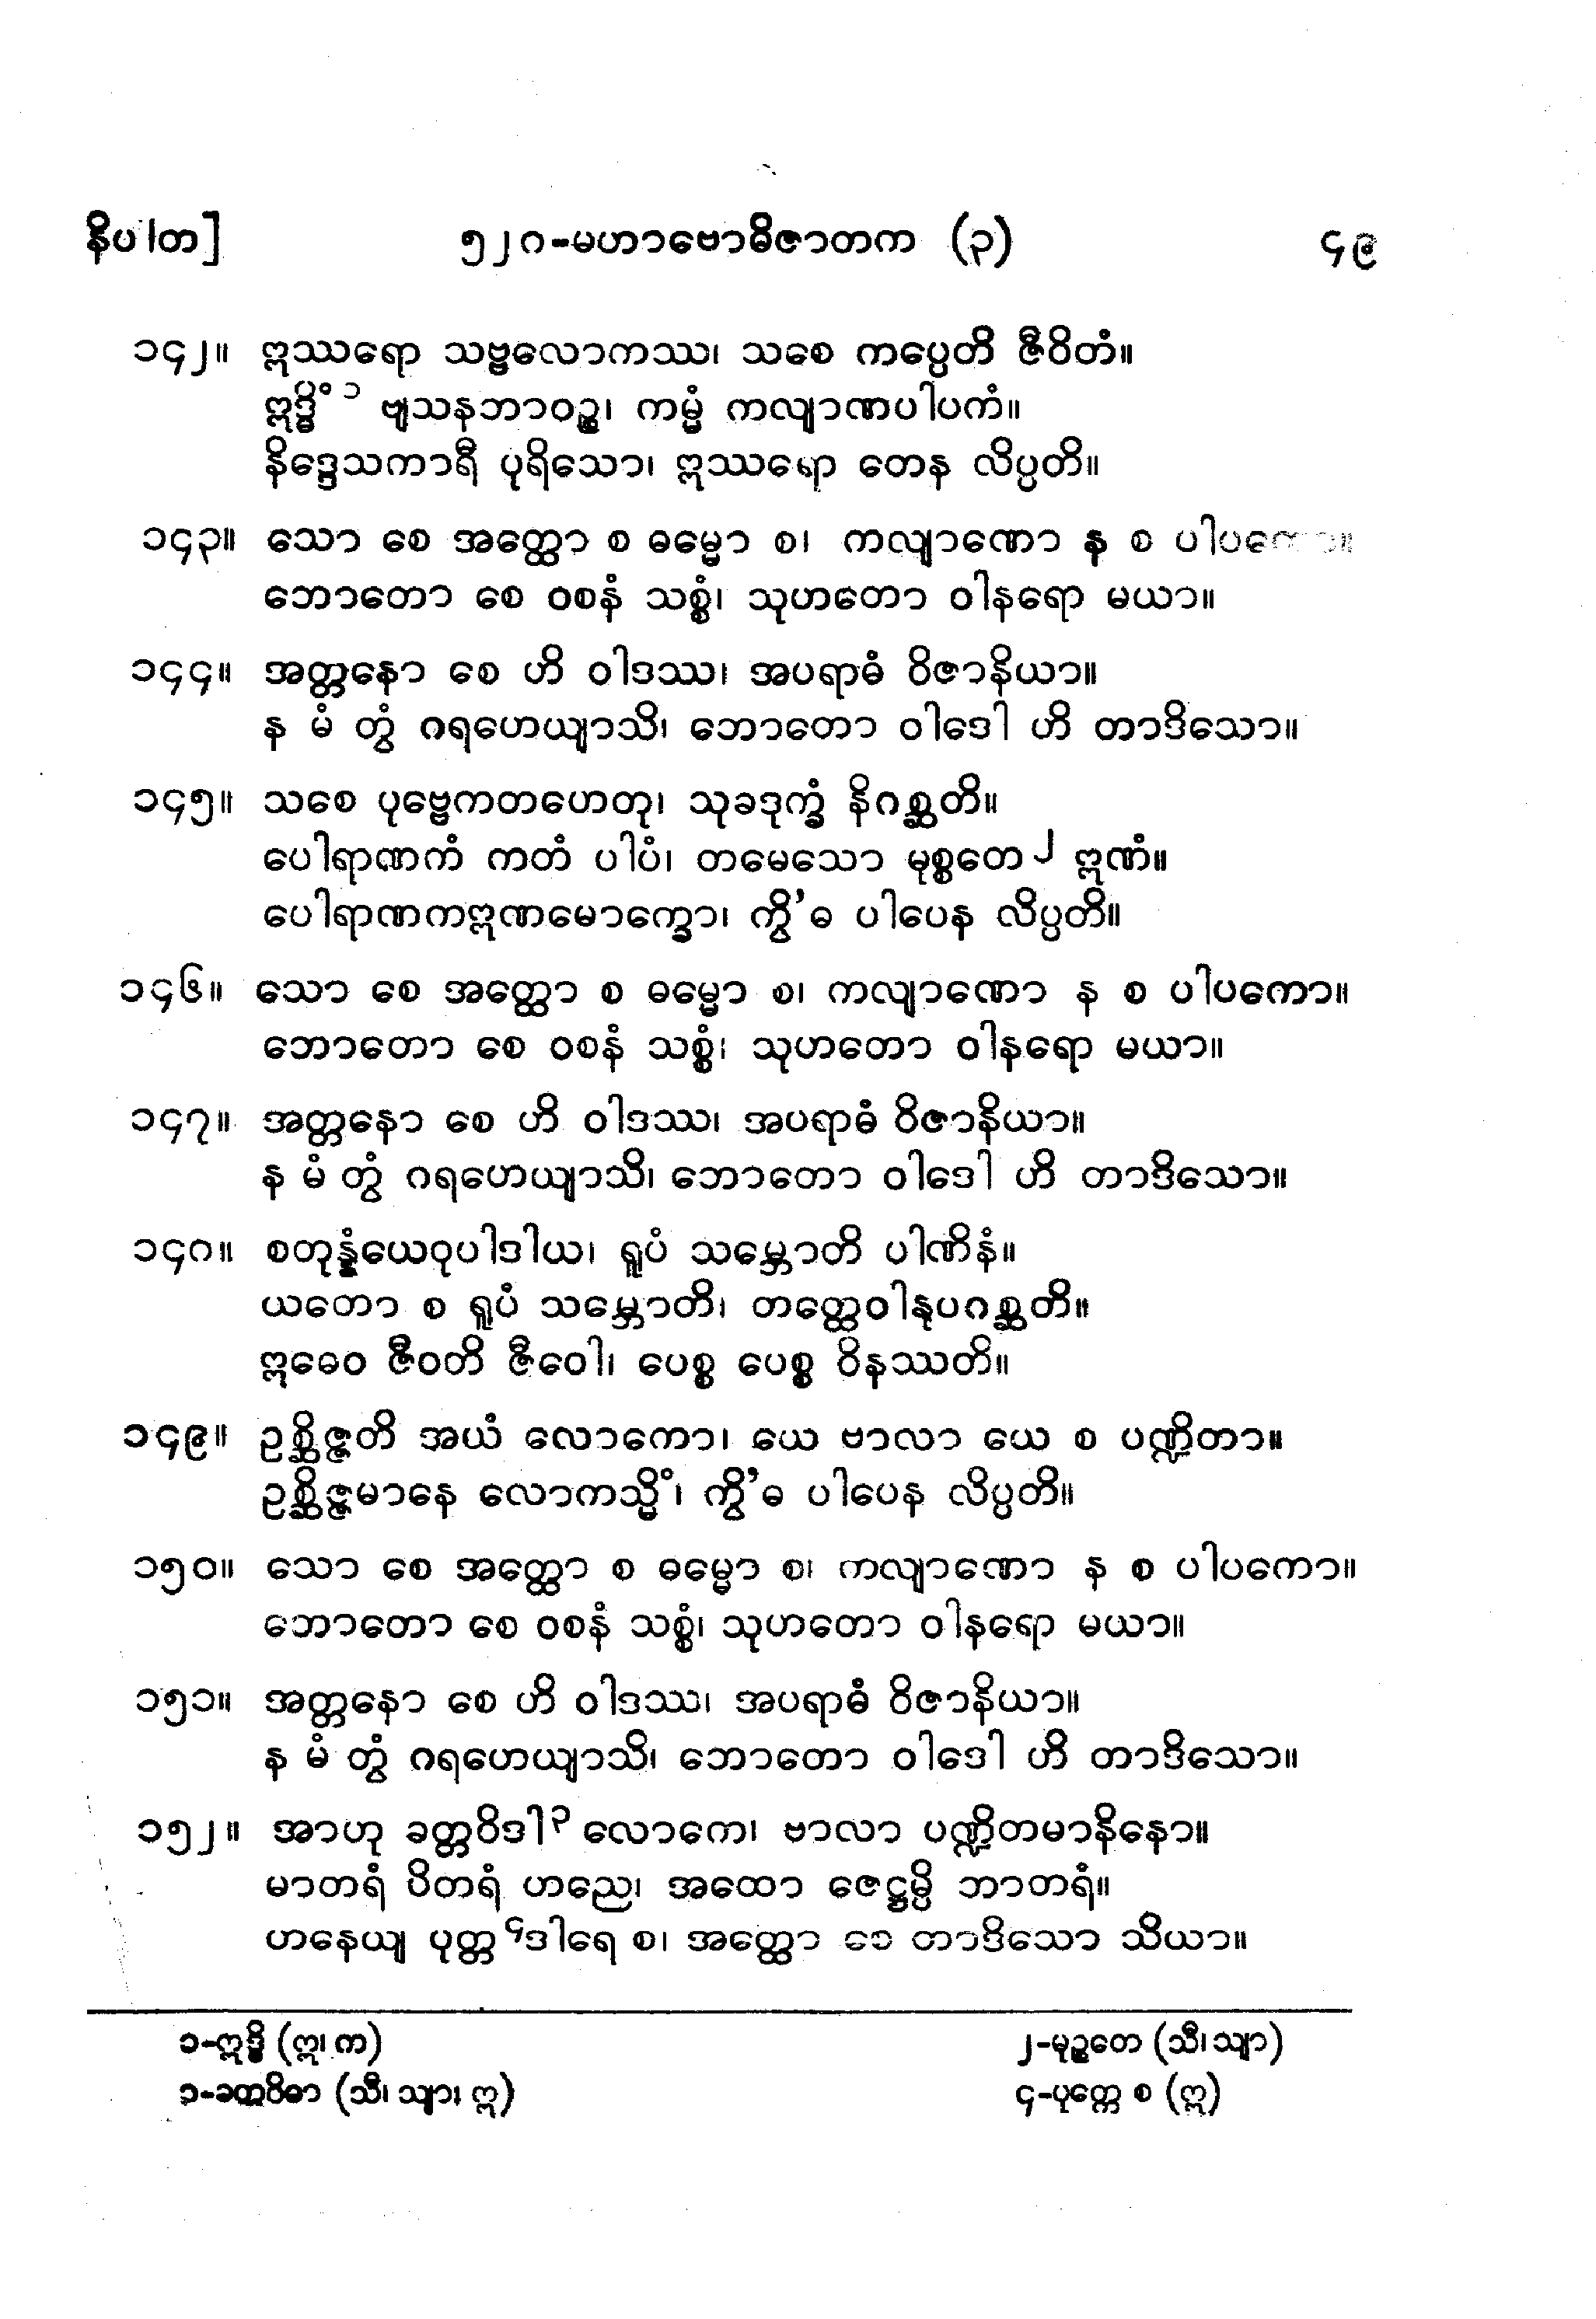 နိပါတ]
၅၂ဂ-မဟာဗောဓိဇာတက (၃)
၄၉
၁၄၂။ ဣဿရော သဗ္ဗလောကဿ၊ သစေ ကပ္ပေတိ ဇီဝိတံ။
ဣဒ္ဓိံ ၁ ဗျသနဘာဝဉ္စ၊ ကမ္မံ ကလျာဏပါပကံ။
နိဒ္ဒေသကာရီ ပုရိသော၊ ဣဿရော တေန လိပ္ပတိ။
၁၄၃။ သော စေ အတ္ထော စ ဓမ္မော စ၊ ကလျာဏော န စ ပါပကော။
ဘောတော စေ ဝစနံ သစ္စံ၊ သုဟတော ဝါနရော မယာ။
၁၄၄။ အတ္တနော စေ ဟိ ဝါဒဿ၊ အပရာဓံ ဝိဇာနိယာ။
န မံ တွံ ဂရဟေယျာသိ၊ ဘောတော ဝါဒေါ ဟိ တာဒိသော။
၁၄၅။ သစေ ပုဗ္ဗေကတဟေတု၊ သုခဒုက္ခံ နိဂစ္ဆတိ။
ပေါရာဏကံ ကတံ ပါပံ၊ တမေသော မုစ္စတေ ၂ ဣဏံ။
ပေါရာဏကဣဏမောက္ခော၊ ကွိ’ဓ ပါပေန လိပ္ပတိ။
၁၄၆။ သော စေ အတ္ထော စ ဓမ္မော စ၊ ကလျာဏော န စ ပါပကော။
ဘောတော စေ ဝစနံ သစ္စံ၊ သုဟတော ဝါနရော မယာ။
၁၄၇။ အတ္တနော စေ ဟိ ဝါဒဿ၊ အပရာဓံ ဝိဇာနိယာ။
န မံ တွံ ဂရဟေယျာသိ၊ ဘောတော ဝါဒေါ ဟိ တာဒိသော။
၁၄ဂ။ စတုန္နံယေဝုပါဒါယ၊ ရူပံ သမ္ဘောတိ ပါဏိနံ။
ယတော စ ရူပံ သမ္ဘောတိ၊ တတ္ထေဝါနုပဂစ္ဆတိ။
ဣဓေဝ ဇီဝတိ ဇီဝေါ၊ ပေစ္စ ပေစ္စ ဝိနဿတိ။
၁၄၉။ ဥစ္ဆိဇ္ဇတိ အယံ လောကော၊ ယေ ဗာလာ ယေ စ ပဏ္ဍိတာ။
ဥစ္ဆိဇ္ဇမာနေ လောကသ္မိံ၊ ကွိ’ဓ ပါပေန လိပ္ပတိ။
၁၅၀။ သော စေ အတ္ထော စ ဓမ္မော စ၊ ကလျာဏော န စ ပါပကော။
ဘောတော စေ ဝစနံ သစ္စံ၊ သုဟတော ဝါနရော မယာ။
၁၅၁။ အတ္တနော စေ ဟိ ဝါဒဿ၊ အပရာဓံ ဝိဇာနိယာ။
န မံ တွံ ဂရဟေယျာသိ၊ ဘောတော ဝါဒေါ ဟိ တာဒိသော။
၁၅၂။ အာဟု ခတ္တဝိဒါ ၃ လောကေ၊ ဗာလာ ပဏ္ဍိတမာနိနော။
မာတရံ ပိတရံ ဟညေ၊ အထော ဇေဋ္ဌမ္ပိ ဘာတရံ။
ဟနေယျ ပုတ္တ ၄ ဒါရေ စ၊ အတ္ထော စေ တာဒိသော သိယာ။
၁-ဣဒ္ဓိ (ဣ၊ က)
၂-မုဉ္စတေ (သီ၊ သျာ)
၃-ခတ္တဝိဓာ (သီ၊ သျာ၊ ဣ)
၄-ပုတ္တေ စ (ဣ)